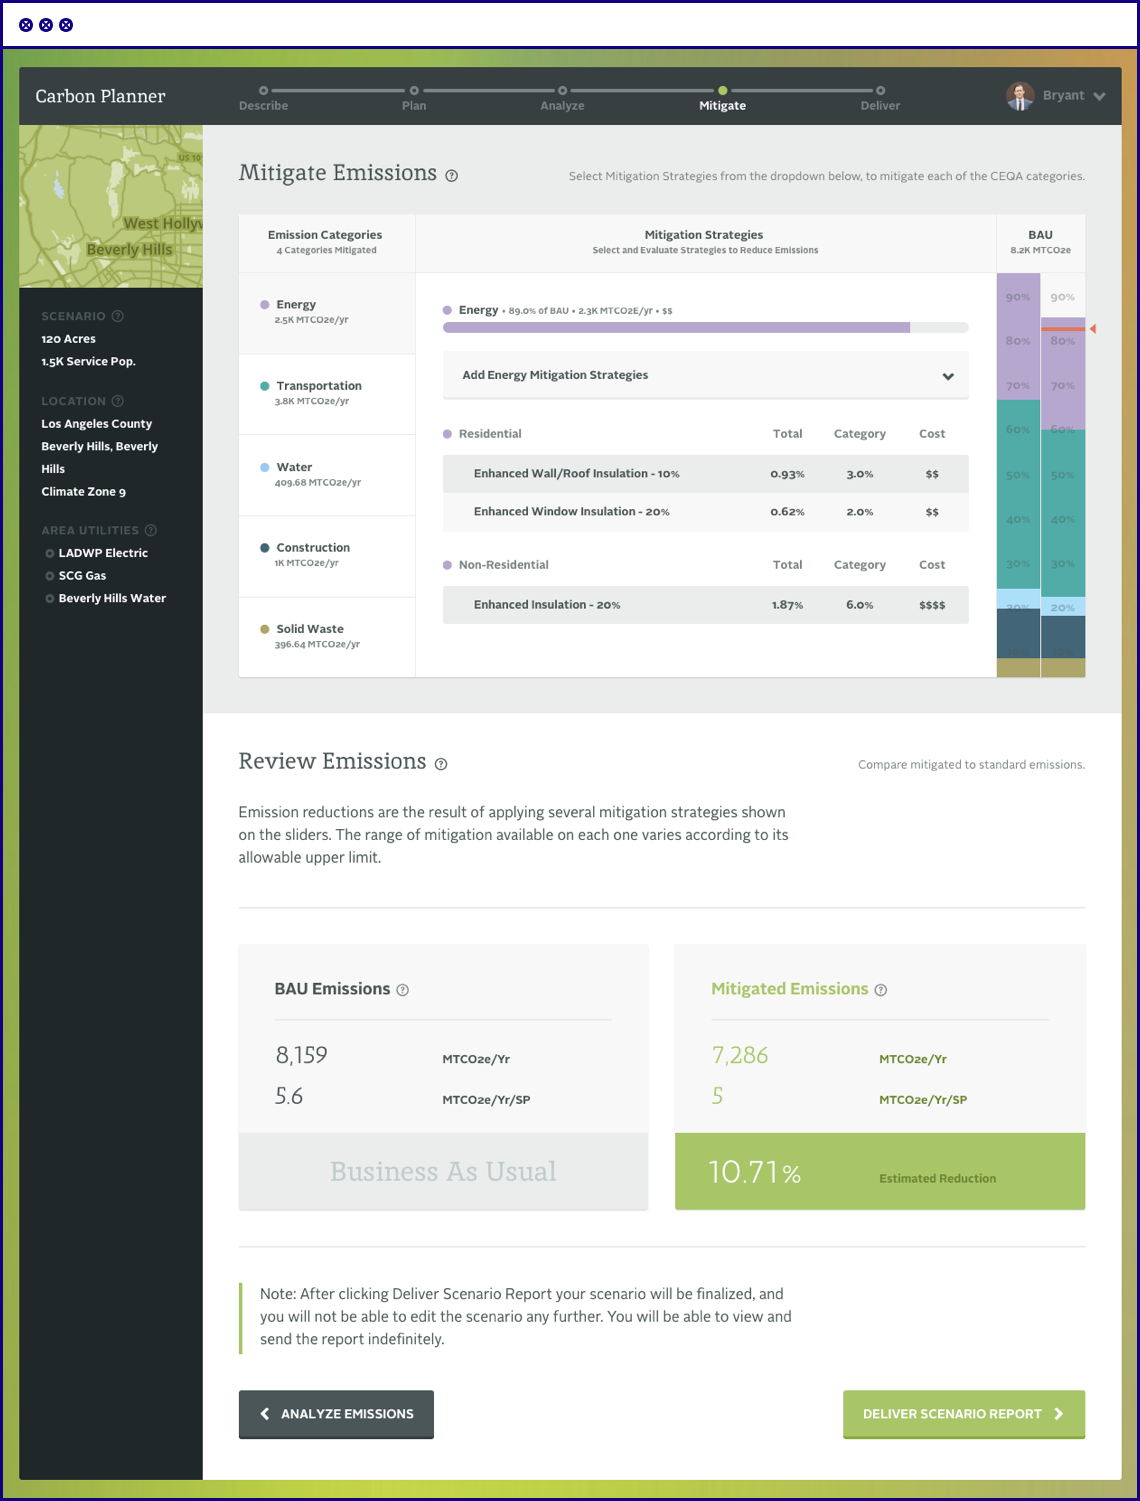 Carbon Planner
Describe
Plan
Analyze
Mitigate
Deliver
Bryant
US 10
West Hollyw
Beverly Hills
SCENARIO
120 Acres
1.5K Service Pop.
LOCATION
Los Angeles County
Beverly Hills, Beverly
Hills
Climate Zone 9
AREA UTILITIES
LADWP Electric
SCG Gas
Beverly Hills Water
Mitigate Emissions
Select Mitigation Strategies from the dropdown below, to mitigate each of the CEQA categories.
Emission Categories
4 Categories Mitigated
Mitigation Strategies
Select and Evaluate Strategies to Reduce Emissions
BAU
8.2K MTCO2e
Energy
2.5K MTCO2e/yr
Transportation
3.8K MTCO2e/yr
Water
409.68 MTCO2e/yr
Construction
1K MTCO2e/yr
Solid Waste
396.64 MTCO2e/yr
Energy • 89.0% of BAU • 2.3K MTCO2E/yr • $$
Add Energy Mitigation Strategies
Residential Total Category Cost
Enhanced Wall/Roof Insulation - 10% 0.93% 3.0% $$
Enhanced Window Insulation - 20% 0.62% 2.0% $$
Non-Residential Total Category Cost
Enhanced Insulation - 20% 1.87% 6.0% $$$$
90% 90%
80% 80%
70% 70%
60% 60%
50% 50%
40% 40%
30% 30%
20% 20%
Review Emissions
Compare mitigated to standard emissions.
Emission reductions are the result of applying several mitigation strategies shown
on the sliders. The range of mitigation available on each one varies according to its
allowable upper limit.
BAU Emissions
8,159 MTCO2e/Yr
5.6 MTCO2e/Yr/SP
Business As Usual
Mitigated Emissions
7,286 MTCO2e/Yr
5 MTCO2e/Yr/SP
10.71% Estimated Reduction
Note: After clicking Deliver Scenario Report your scenario will be finalized, and
you will not be able to edit the scenario any further. You will be able to view and
send the report indefinitely.
ANALYZE EMISSIONS
DELIVER SCENARIO REPORT